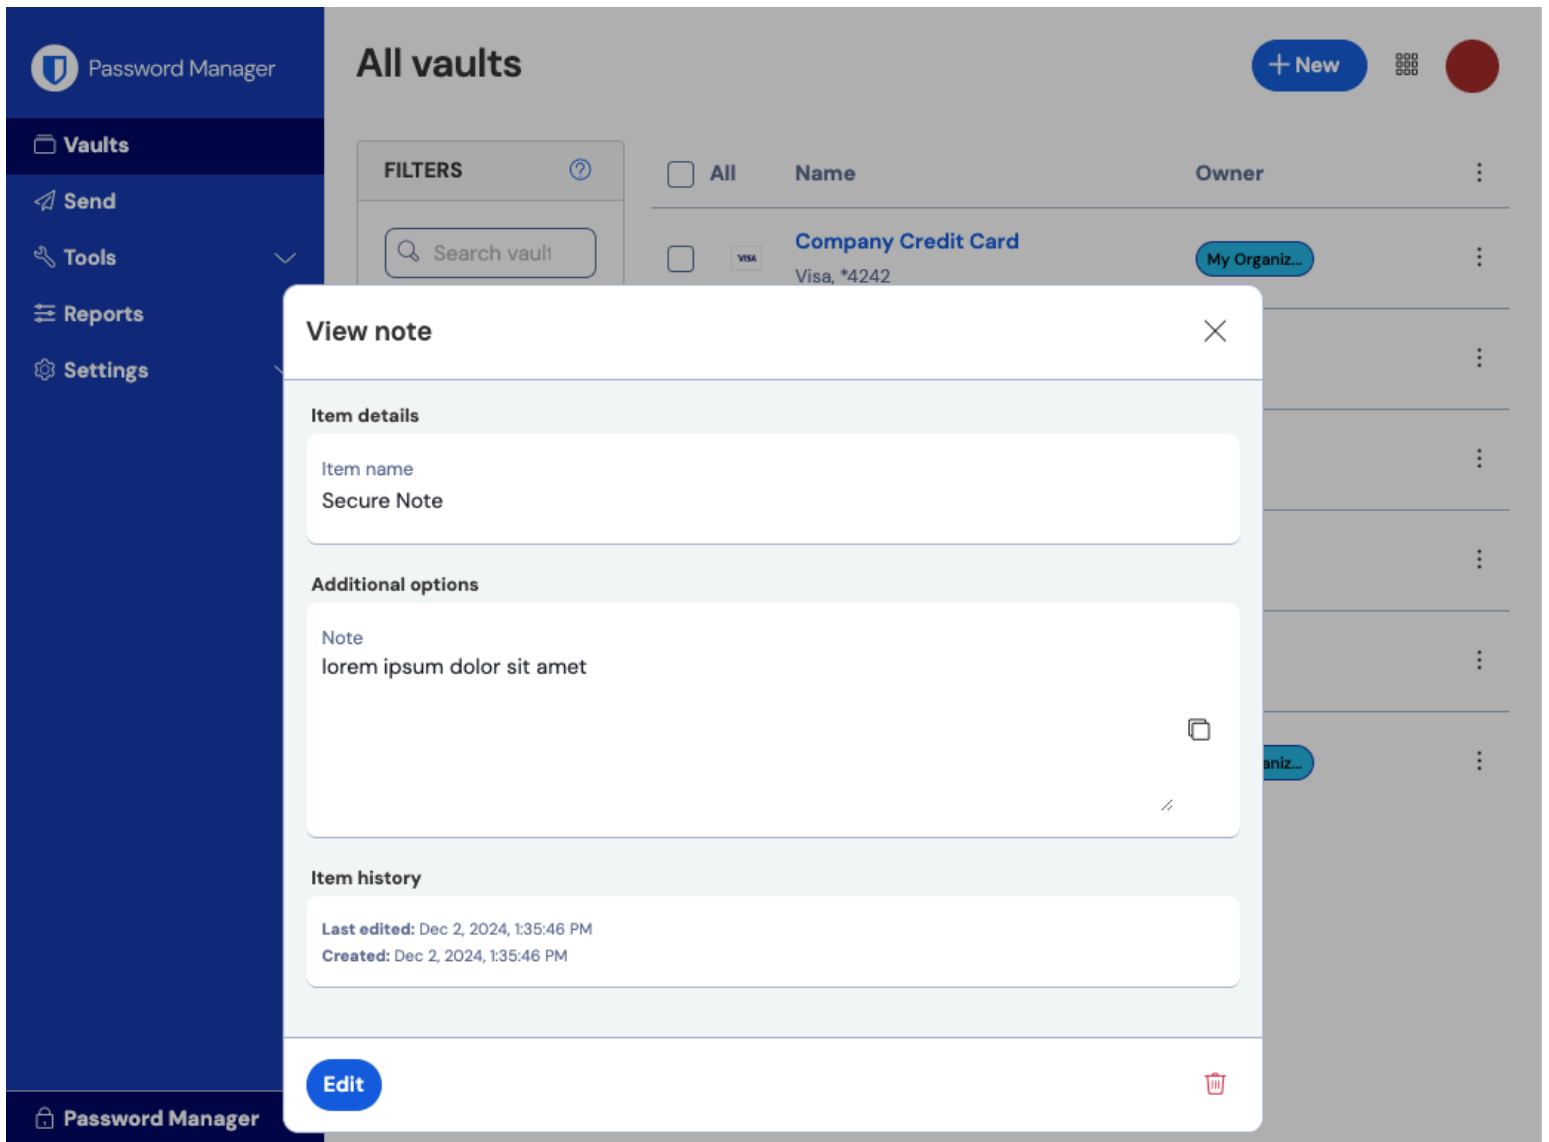 Password Manager
Vaults
Send
Tools
Reports
Settings
Password Manager
All vaults
New
FILTERS
Search vault
All Name Owner
VISA
Company Credit Card
Visa, *4242
My Organiz...
View note
Item details
Item name
Secure Note
Additional options
Note
lorem ipsum dolor sit amet
Item history
Last edited: Dec 2, 2024, 1:35:46 PM
Created: Dec 2, 2024, 1:35:46 PM
Edit